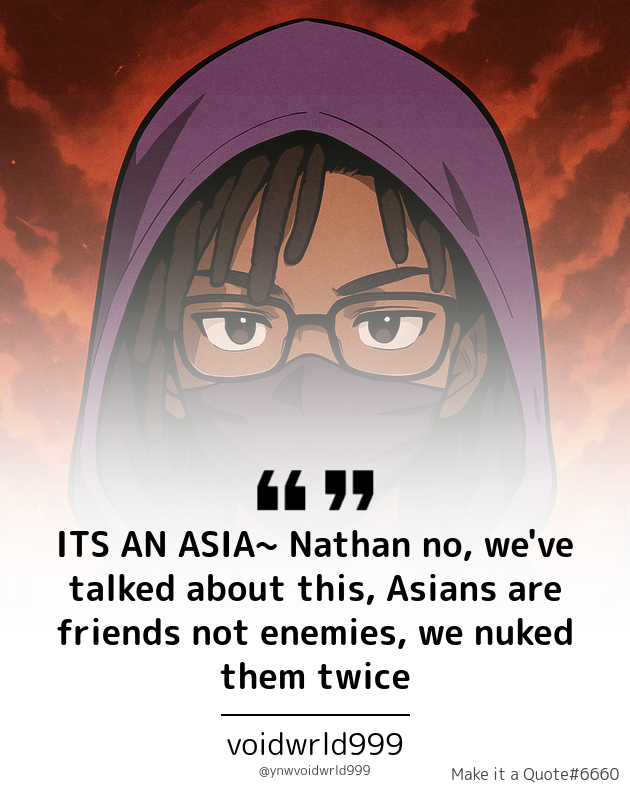 ❝ ❞
ITS AN ASIA~ Nathan no, we've
talked about this, Asians are
friends not enemies, we nuked
them twice
voidwrld999
@ynwvoidwrld999
Make it a Quote#6660